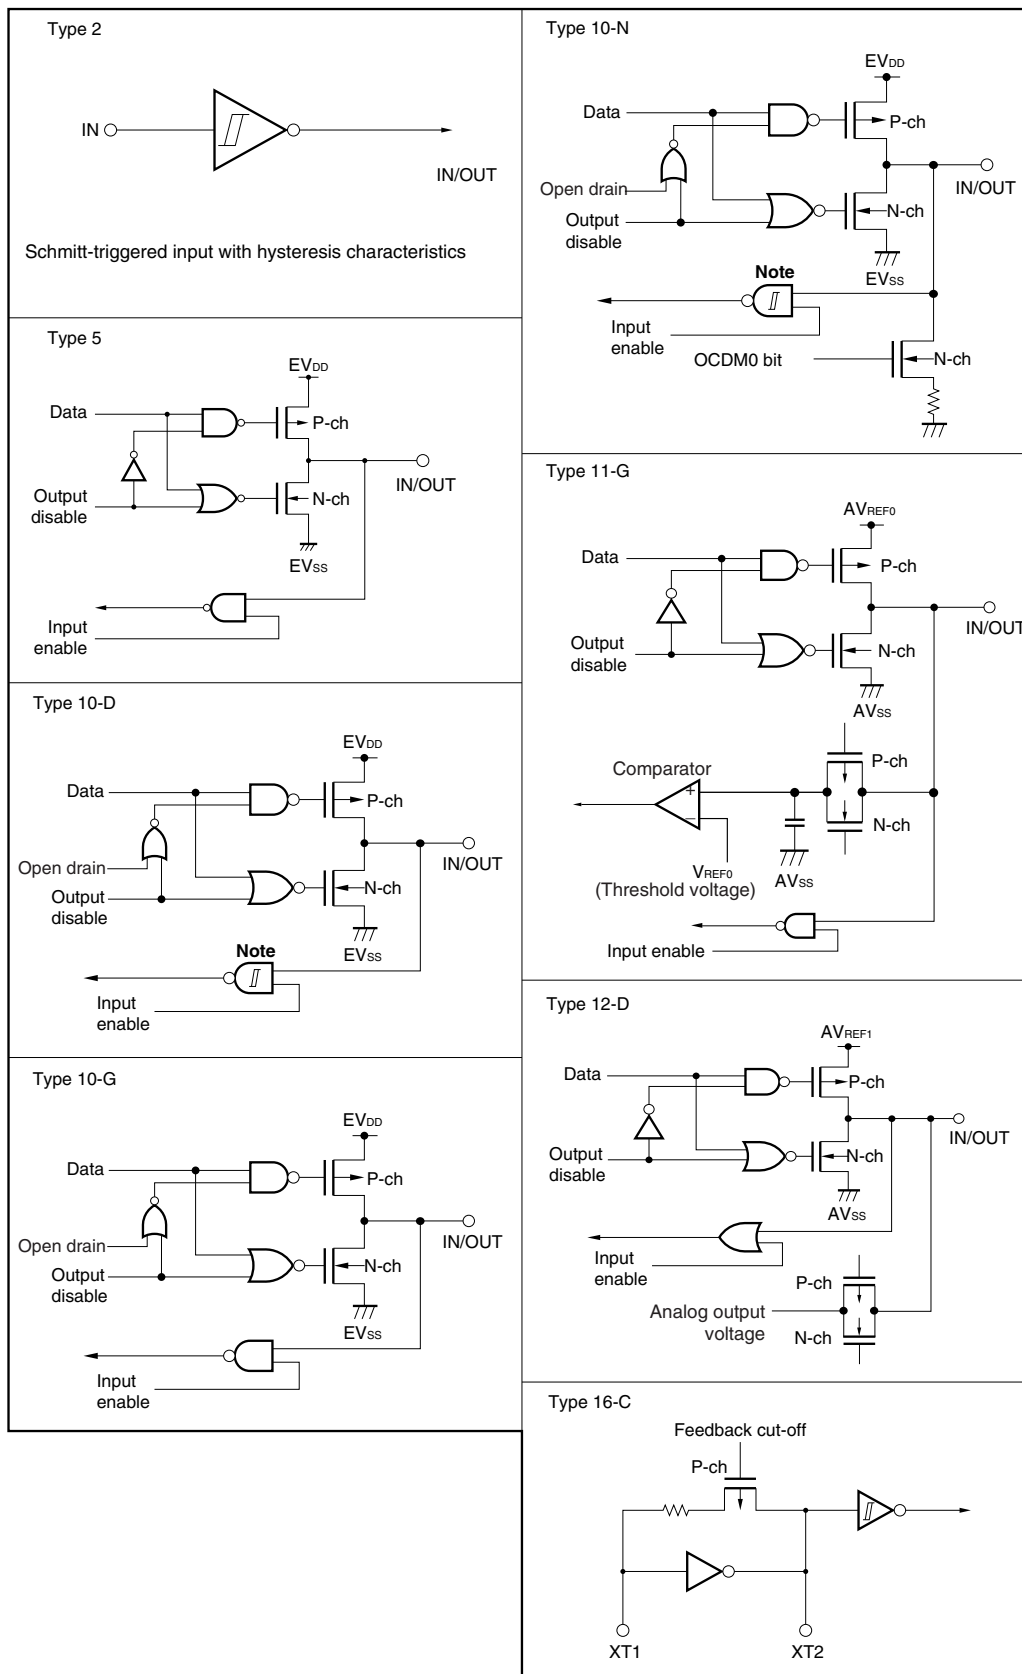 Type 2
IN
IN/OUT
Schmitt-triggered input with hysteresis characteristics
Type 5
EVDD
Data
P-ch
IN/OUT
Output
disable
N-ch
EVSS
Input
enable
Type 10-D
EVDD
Data
P-ch
Open drain
IN/OUT
Output
disable
N-ch
EVSS
Note
Input
enable
Type 10-G
EVDD
Data
P-ch
Open drain
IN/OUT
Output
disable
N-ch
EVSS
Input
enable
Type 10-N
EVDD
Data
P-ch
Open drain
IN/OUT
Output
disable
N-ch
EVSS
Note
Input
enable
OCDM0 bit
N-ch
Type 11-G
AVREF0
Data
P-ch
IN/OUT
Output
disable
N-ch
AVSS
P-ch
Comparator
+
–
N-ch
VREF0
(Threshold voltage)
AVSS
Input enable
Type 12-D
AVREF1
Data
P-ch
IN/OUT
Output
disable
N-ch
AVSS
Input
enable
P-ch
Analog output
voltage
N-ch
Type 16-C
Feedback cut-off
P-ch
XT1
XT2